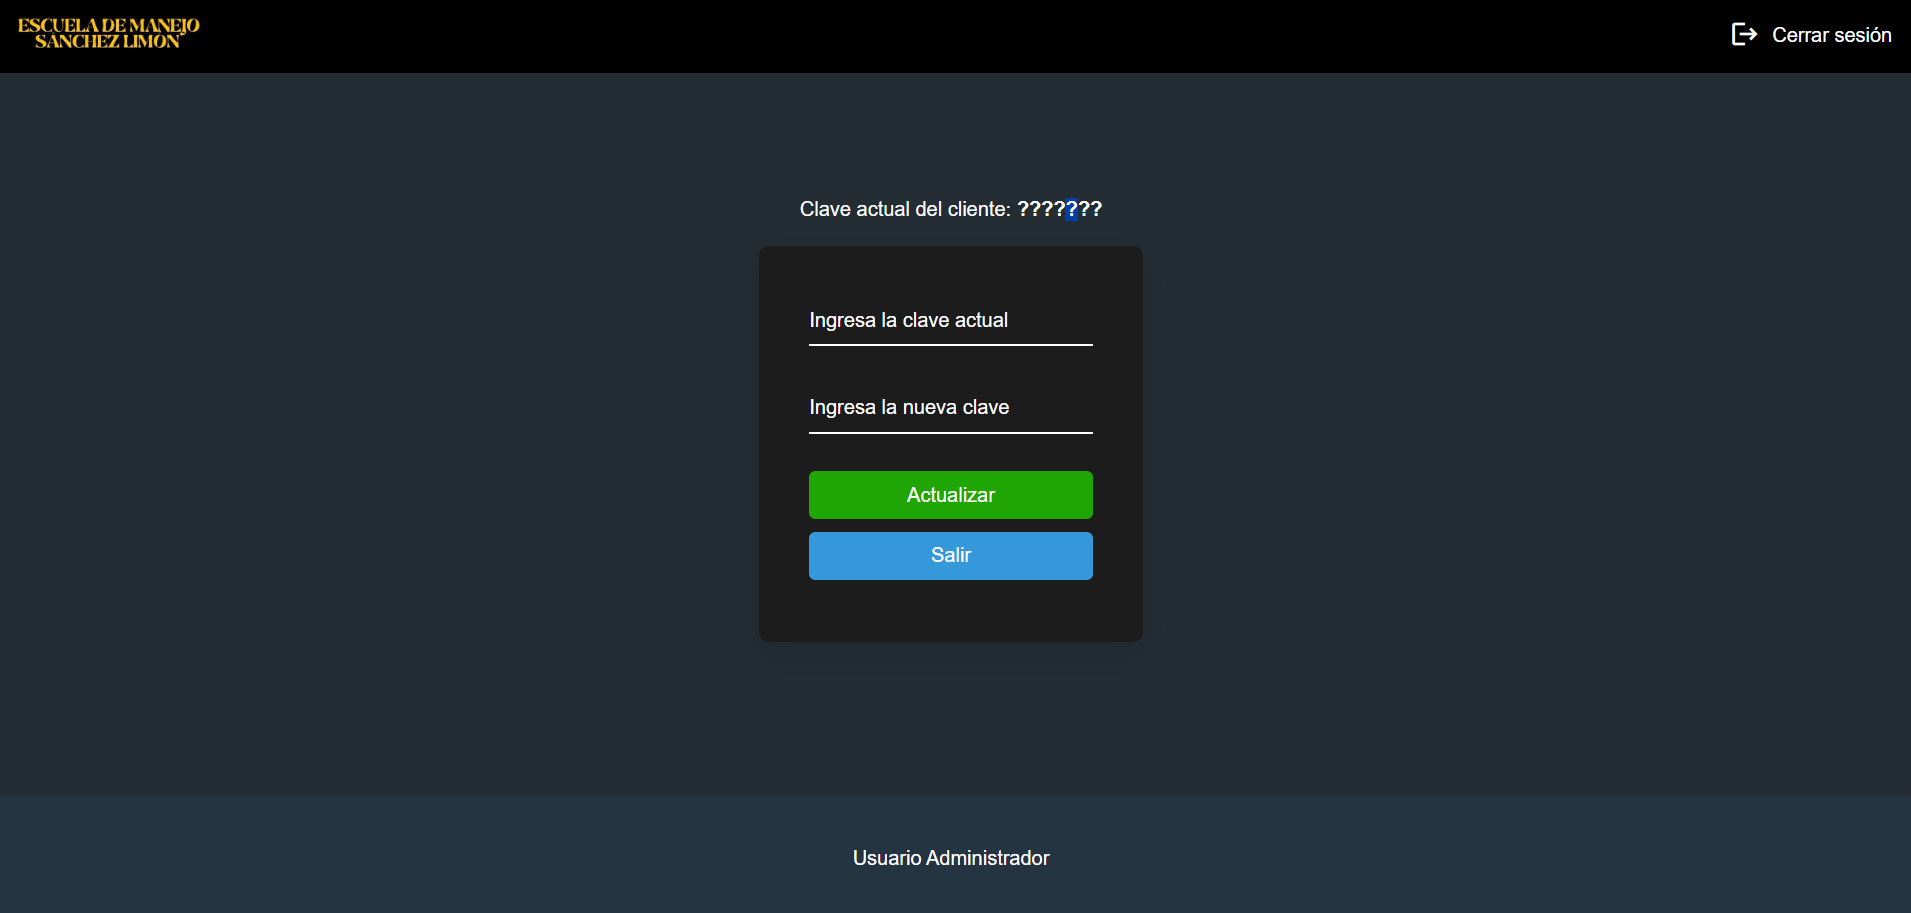 ESCUELA DE MANEJO
SANCHEZ LIMON
Cerrar sesión
Clave actual del cliente: ???????
Ingresa la clave actual
Ingresa la nueva clave
Actualizar
Salir
Usuario Administrador